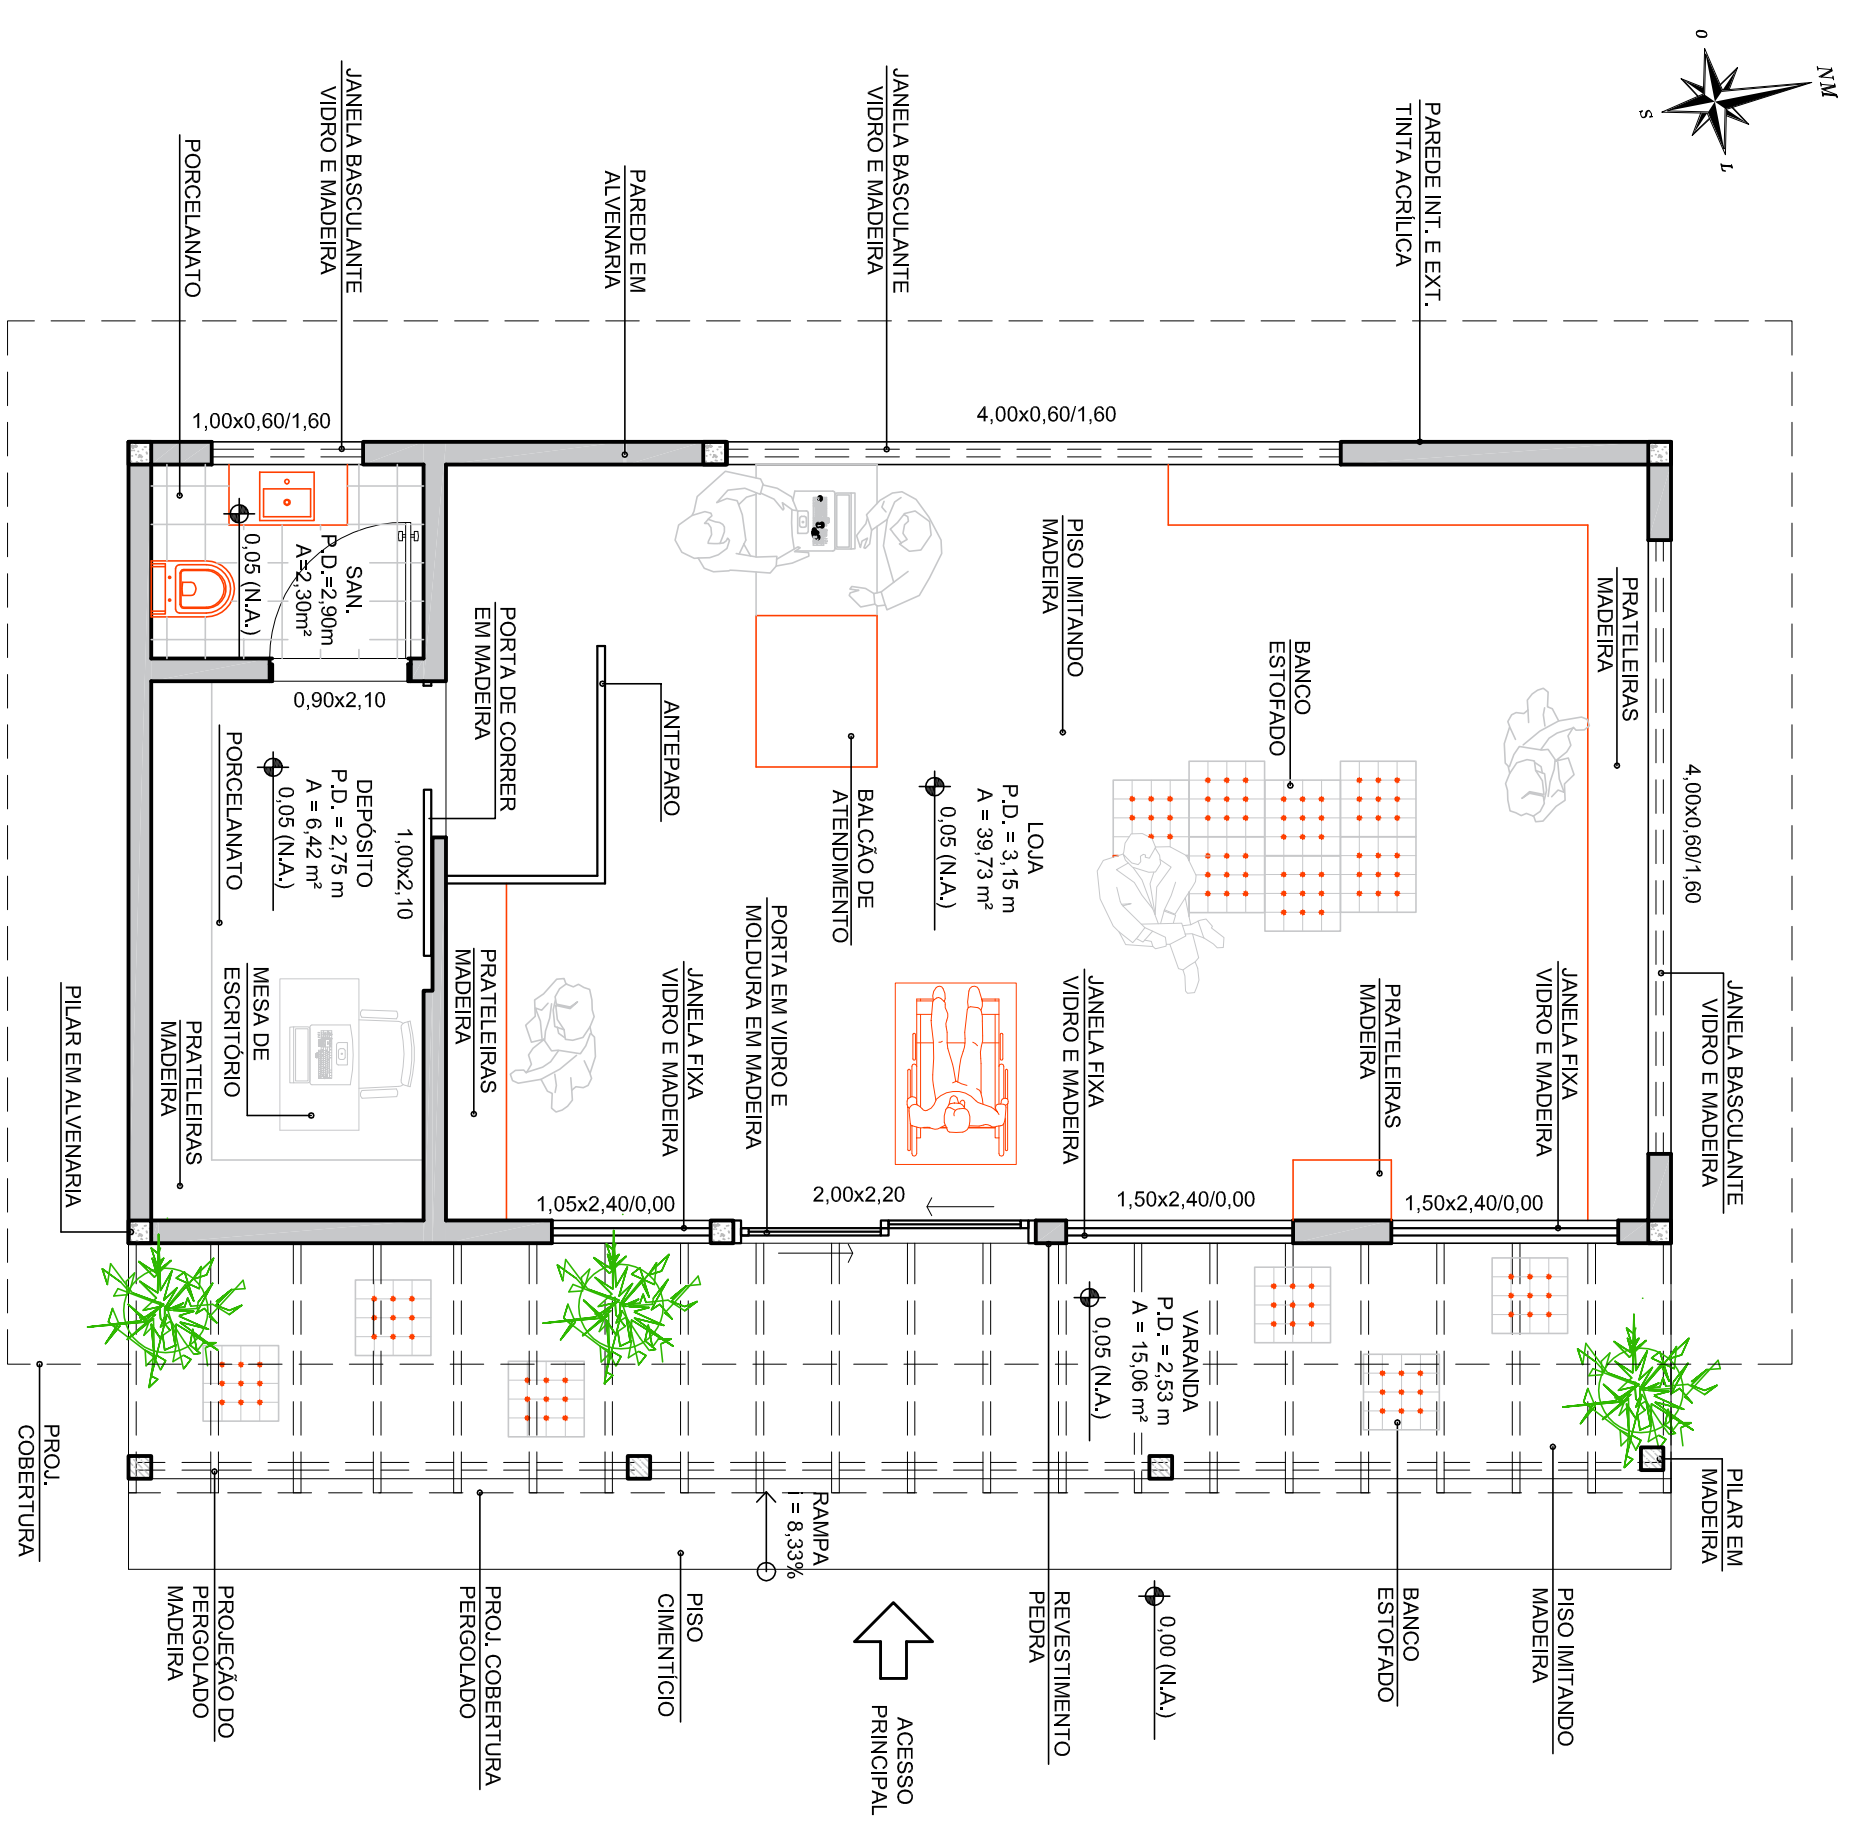 NM
O
S
L
JANELA BASCULANTE
VIDRO E MADEIRA
PORCELANATO
PAREDE EM
ALVENARIA
JANELA BASCULANTE
VIDRO E MADEIRA
PAREDE INT. E EXT.
TINTA ACRÍLICA
1,00x0,60/1,60
4,00x0,60/1,60
SAN.
P.D.=2,90m
A=2,30m²
0,05 (N.A.)
0,90x2,10
PORTA DE CORRER
EM MADEIRA
ANTEPARO
PISO IMITANDO
MADEIRA
BANCO
ESTOFADO
PRATELEIRAS
MADEIRA
4,00x0,60/1,60
PORCELANATO
DEPÓSITO
P.D. = 2,75 m
A = 6,42 m²
0,05 (N.A.)
1,00x2,10
BALCÃO DE
ATENDIMENTO
LOJA
P.D. = 3,15 m
A = 39,73 m²
0,05 (N.A.)
MESA DE
ESCRITÓRIO
PRATELEIRAS
MADEIRA
PRATELEIRAS
MADEIRA
JANELA FIXA
VIDRO E MADEIRA
PORTA EM VIDRO E
MOLDURA EM MADEIRA
JANELA FIXA
VIDRO E MADEIRA
PRATELEIRAS
MADEIRA
JANELA FIXA
VIDRO E MADEIRA
JANELA BASCULANTE
VIDRO E MADEIRA
PILAR EM ALVENARIA
1,05x2,40/0,00
2,00x2,20
1,50x2,40/0,00
1,50x2,40/0,00
VARANDA
P.D. = 2,53 m
A = 15,06 m²
0,05 (N.A.)
PROJ.
COBERTURA
RAMPA
i = 8,33%
PILAR EM
MADEIRA
PROJEÇÃO DO
PERGOLADO
MADEIRA
PROJ. COBERTURA
PERGOLADO
PISO
CIMENTÍCIO
ACESSO
PRINCIPAL
REVESTIMENTO
PEDRA
0,00 (N.A.)
BANCO
ESTOFADO
PISO IMITANDO
MADEIRA